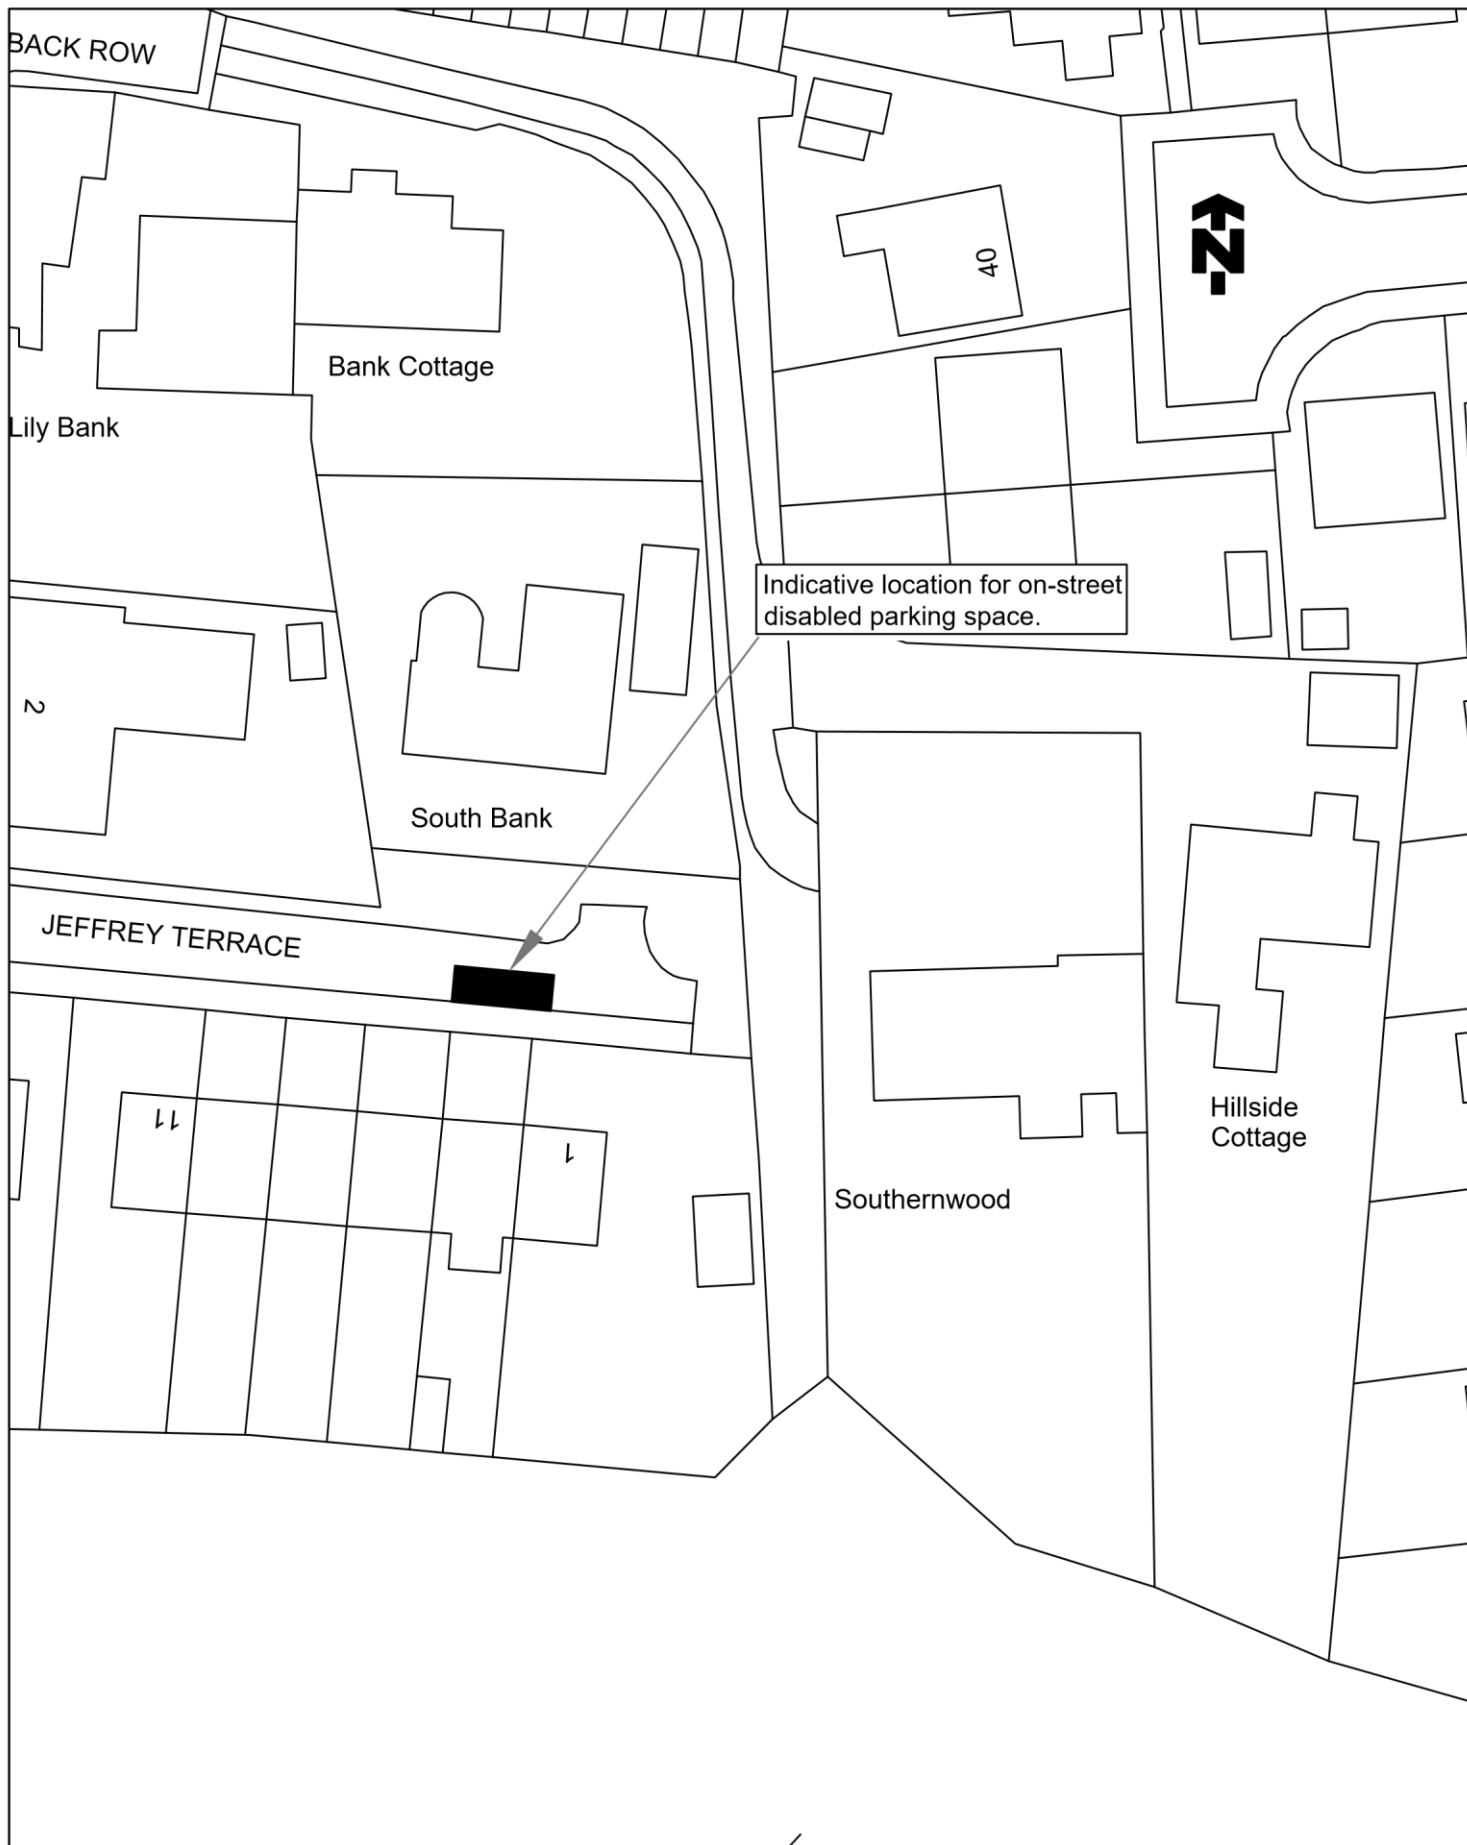 BACK ROW
40
N
Bank Cottage
Lily Bank
Indicative location for on-street
disabled parking space.
2
South Bank
JEFFREY TERRACE
11
1
Hillside
Cottage
Southernwood